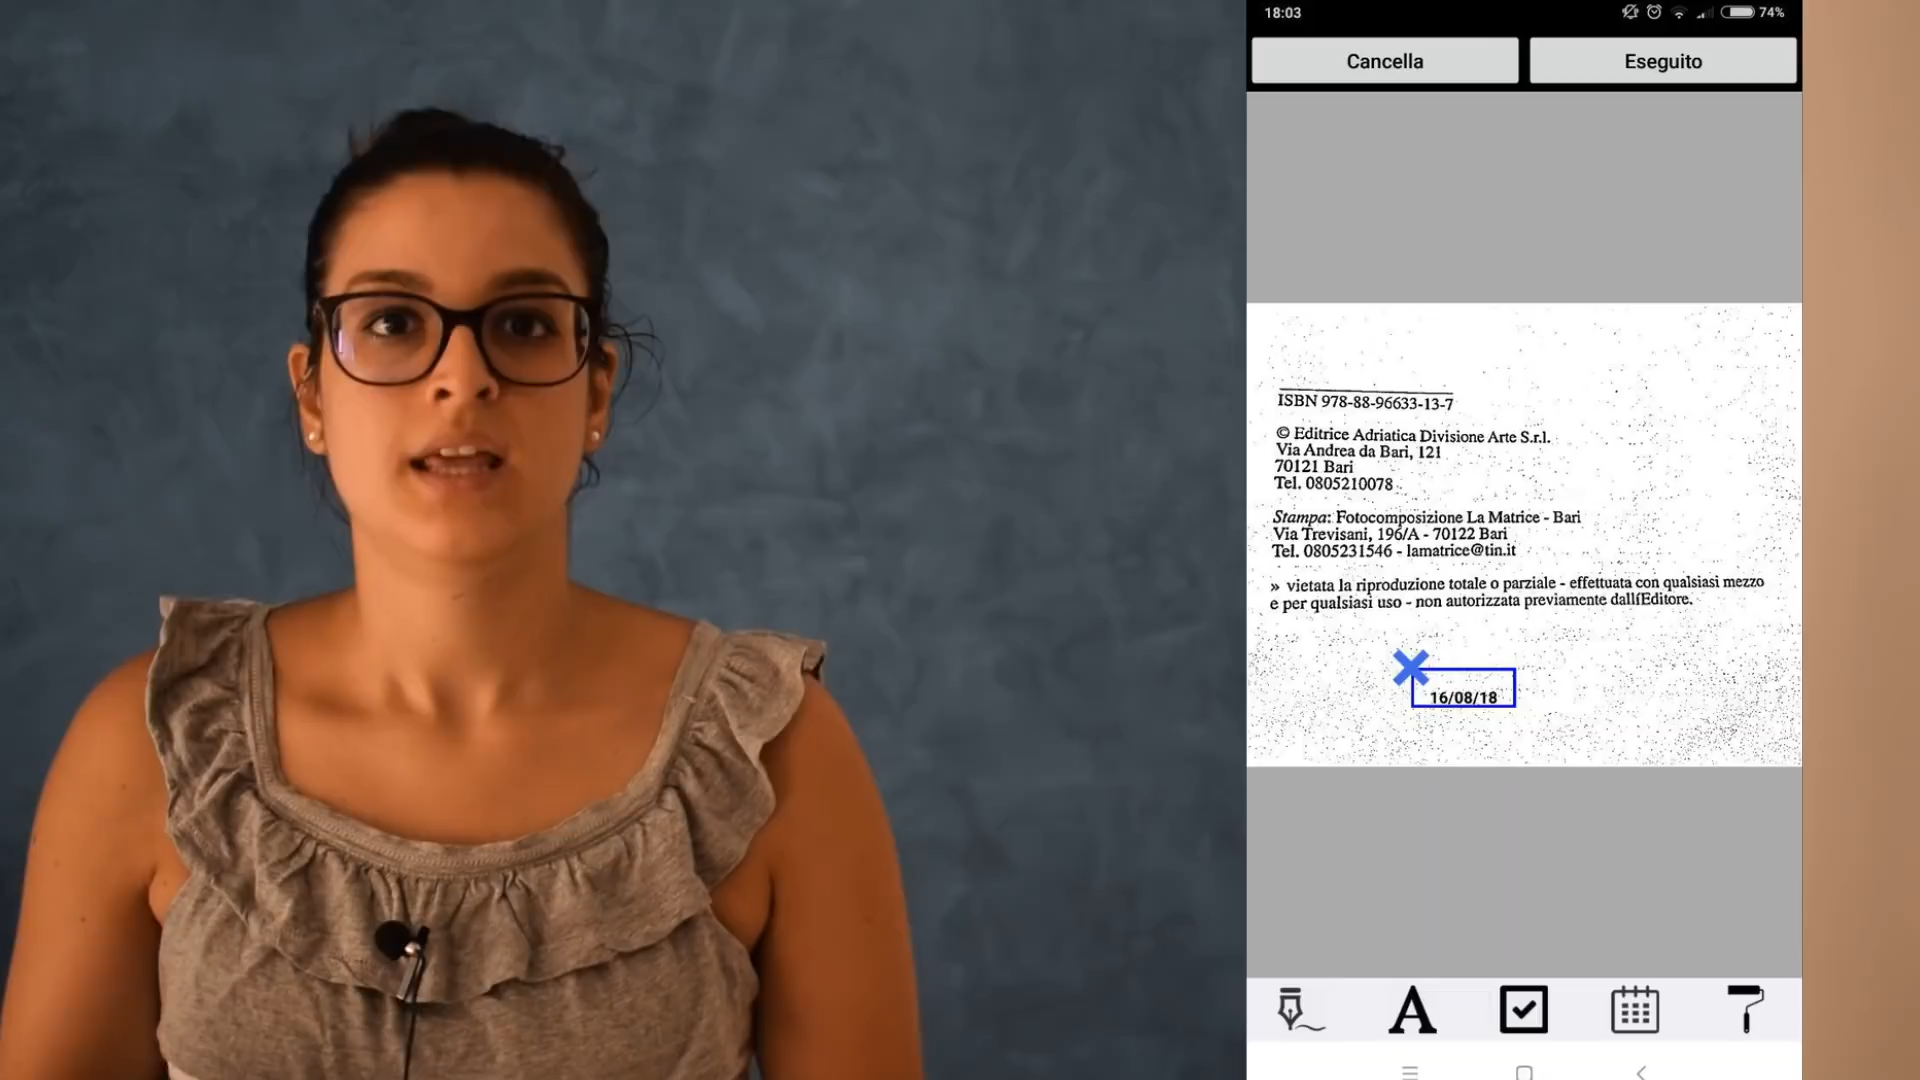 18:03
74%
Cancella
Eseguito
ISBN 978-88-96633-13-7
© Editrice Adriatica Divisione Arte S.r.l.
Via Andrea da Bari, 121
70121 Bari
Tel. 0805210078
Stampa: Fotocomposizione La Matrice - Bari
Via Trevisani, 196/A - 70122 Bari
Tel. 0805231546 - lamatrice@tin.it
» vietata la riproduzione totale o parziale - effettuata con qualsiasi mezzo
e per qualsiasi uso - non autorizzata previamente dallíEditore.
16/08/18
A